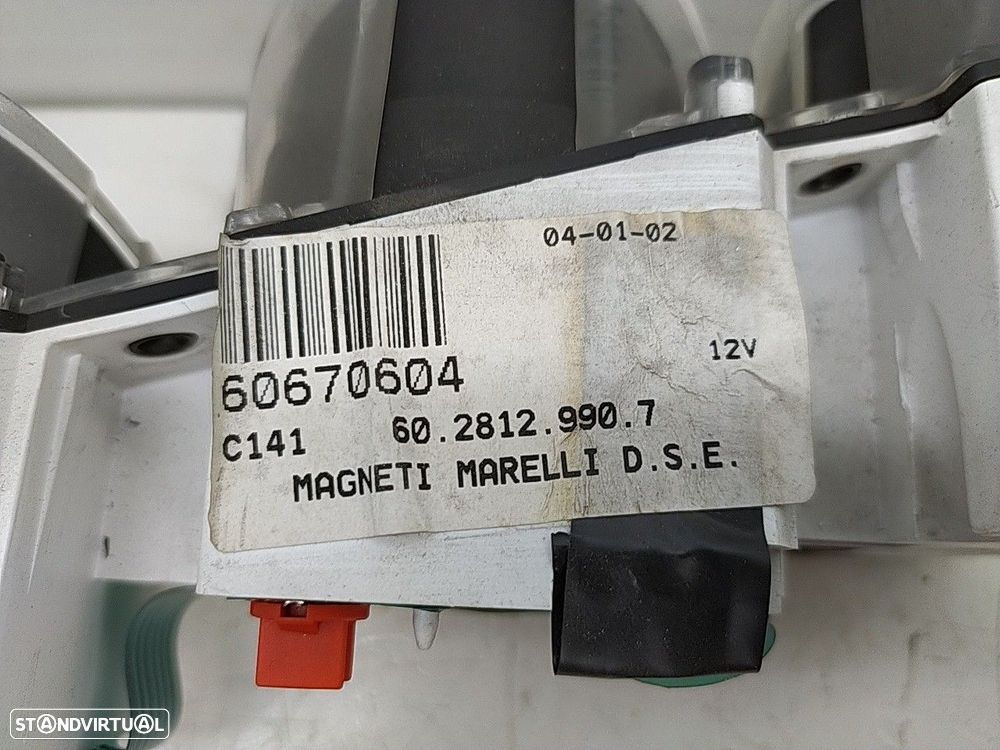 04-01-02
12V
60670604
C141 60.2812.990.7
MAGNETI MARELLI D.S.E.
STANDVIRTUAL